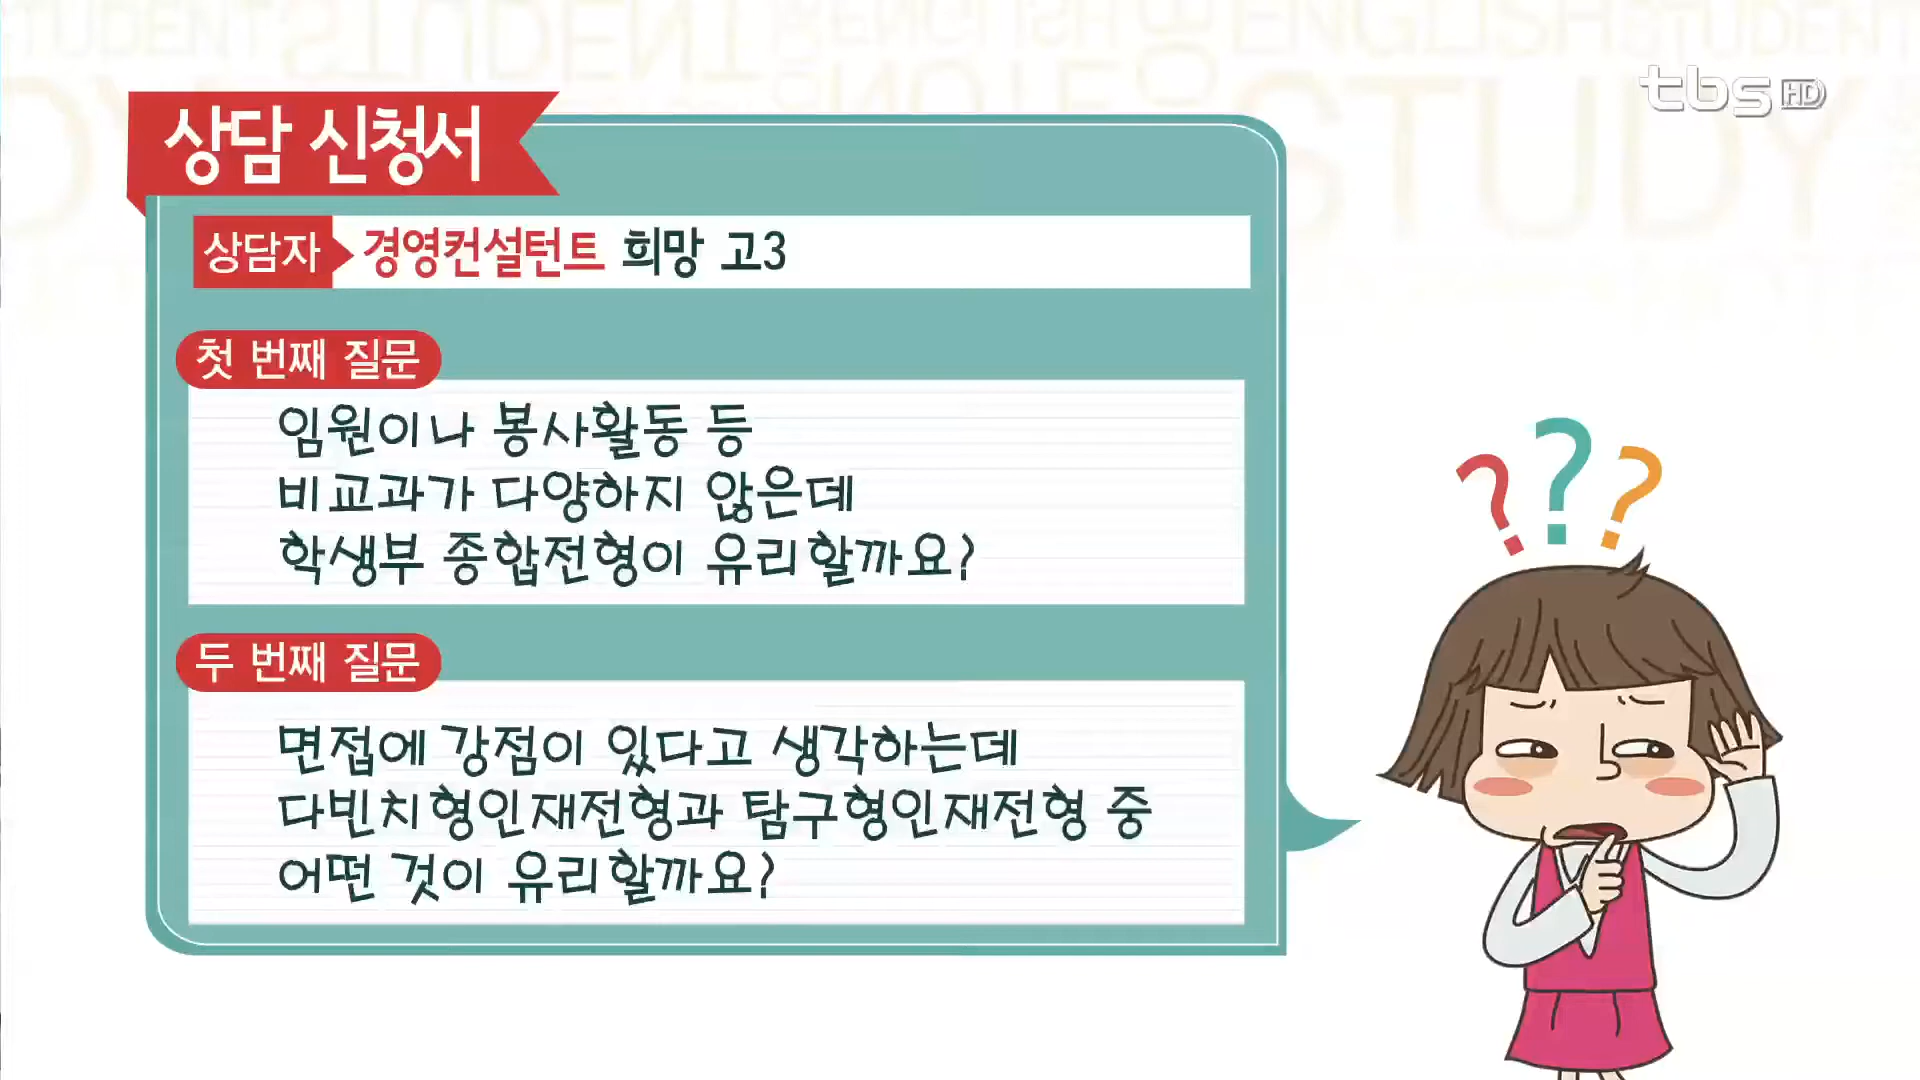 tbs HD
상담 신청서
상담자 경영컨설턴트 희망 고3
첫 번째 질문
임원이나 봉사활동 등
비교과가 다양하지 않은데
학생부 종합전형이 유리할까요?
두 번째 질문
면접에 강점이 있다고 생각하는데
다빈치형인재전형과 탐구형인재전형 중
어떤 것이 유리할까요?
???
STUDENT
ENGLISH
STUDENT
STUDY